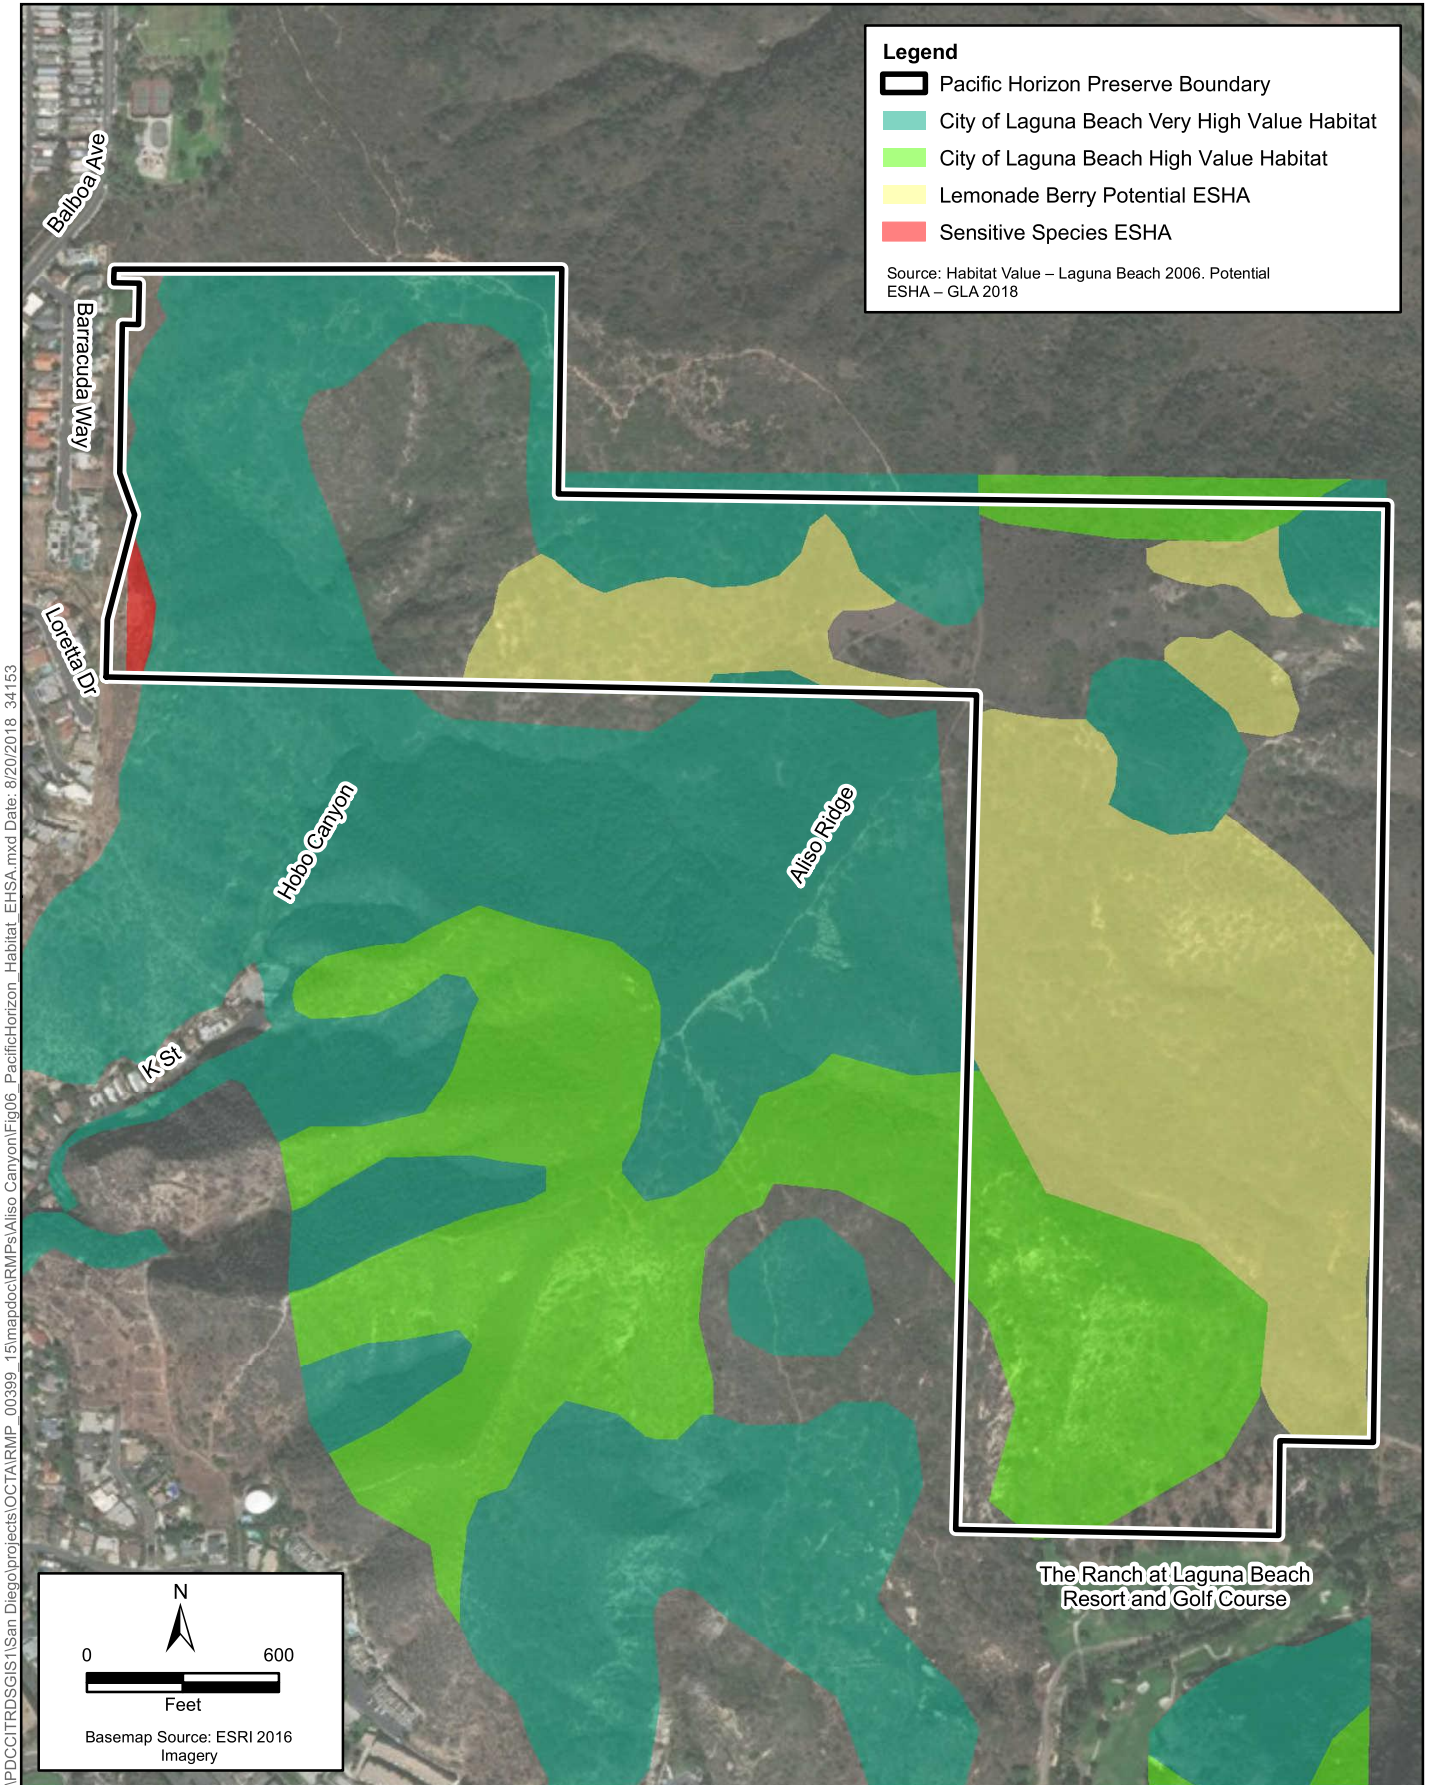 Legend
Pacific Horizon Preserve Boundary
City of Laguna Beach Very High Value Habitat
City of Laguna Beach High Value Habitat
Lemonade Berry Potential ESHA
Sensitive Species ESHA
Source: Habitat Value – Laguna Beach 2006. Potential
ESHA – GLA 2018
Balboa Ave
Barracuda Way
Loretta Dr
Hobo Canyon
Aliso Ridge
K St
The Ranch at Laguna Beach
Resort and Golf Course
N
0 600
Feet
Basemap Source: ESRI 2016
Imagery
\PDCCITRDSGIS1\San Diego\projects\OCTA\RMP_00399_15\mapdoc\RMPs\Aliso Canyon\Fig06_PacificHorizon_Habitat_EHSA.mxd Date: 8/20/2018 34153